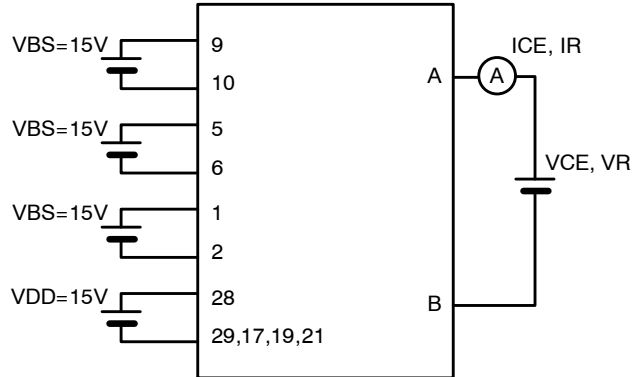 VBS=15V
9
10
VBS=15V
5
6
VBS=15V
1
2
VDD=15V
28
29,17,19,21
A
A
ICE, IR
VCE, VR
B